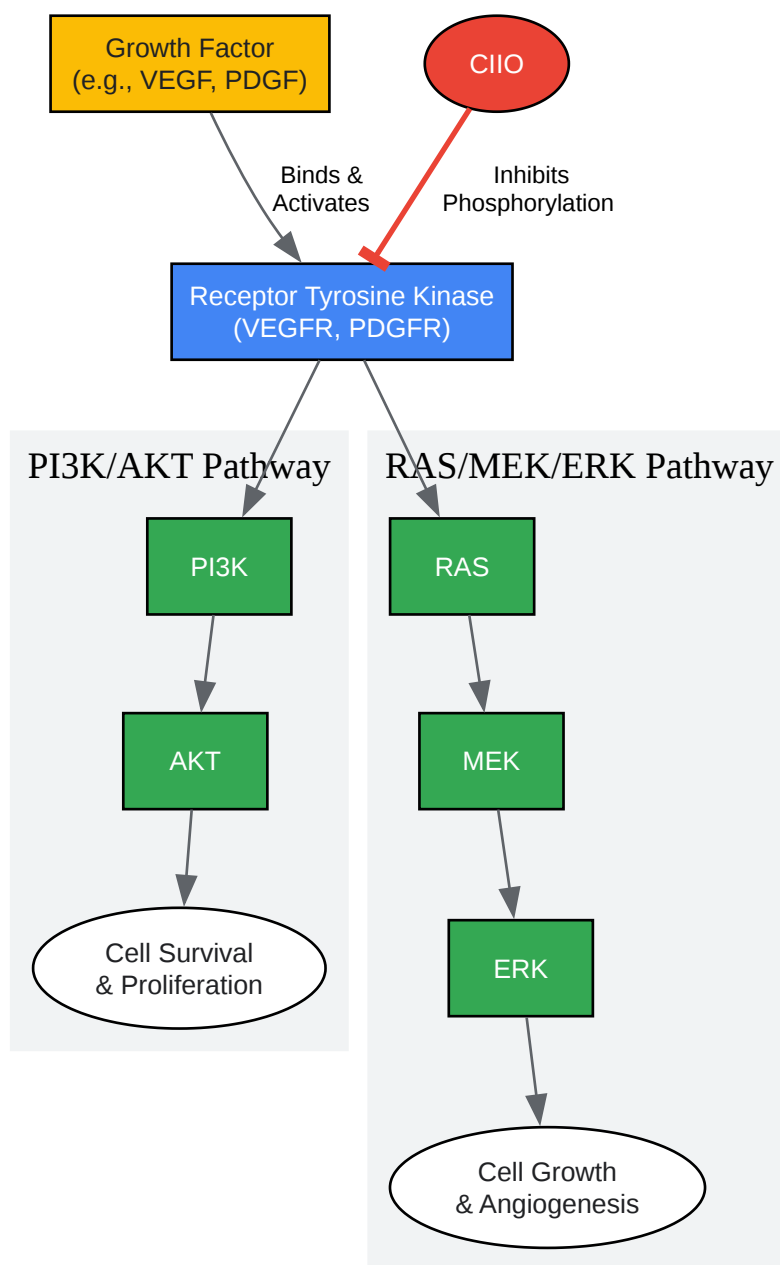 Growth Factor
(e.g., VEGF, PDGF)
CIIO
Binds &
Activates
Inhibits
Phosphorylation
Receptor Tyrosine Kinase
(VEGFR, PDGFR)
PI3K/AKT Pathway
RAS/MEK/ERK Pathway
PI3K
RAS
AKT
MEK
Cell Survival
& Proliferation
ERK
Cell Growth
& Angiogenesis